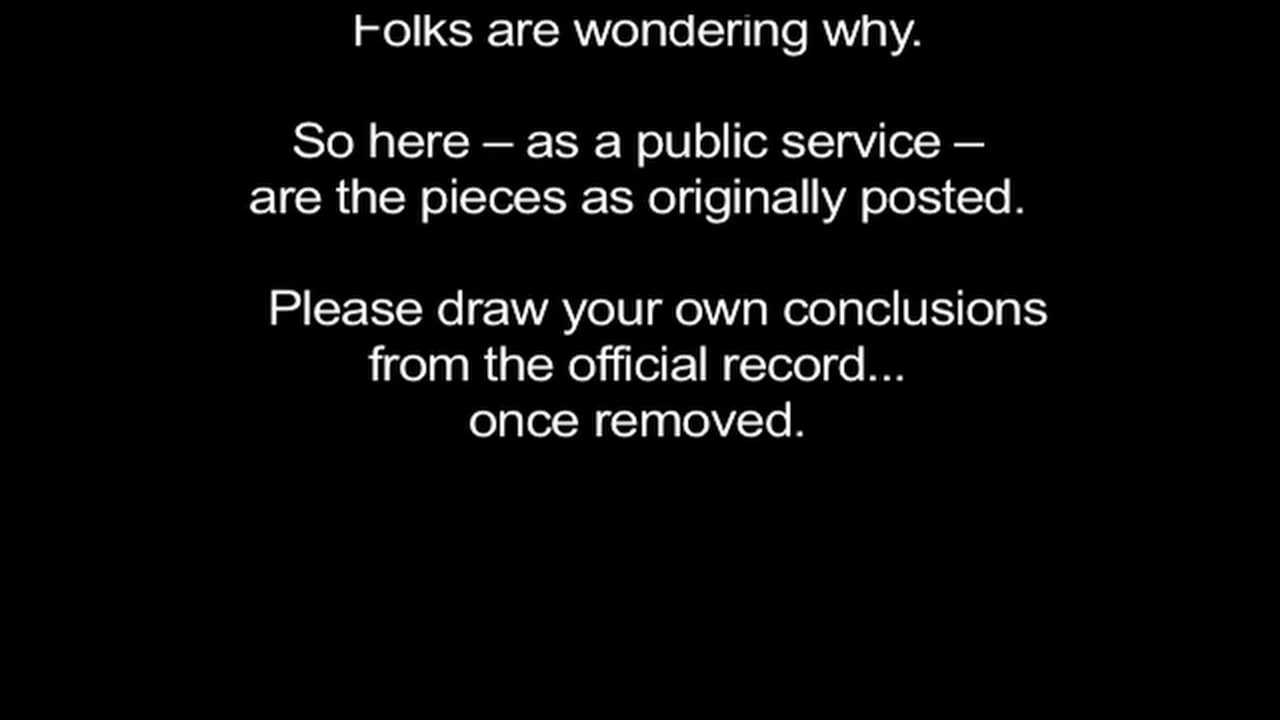 Folks are wondering why.
So here – as a public service –
are the pieces as originally posted.
Please draw your own conclusions
from the official record...
once removed.